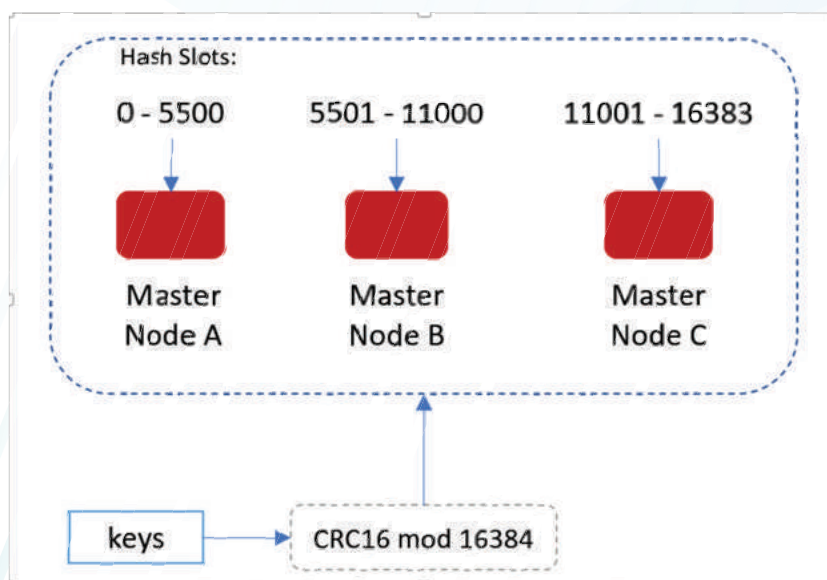 Hash Slots:
0 - 5500
5501 - 11000
11001 - 16383
Master
Node A
Master
Node B
Master
Node C
keys
CRC16 mod 16384